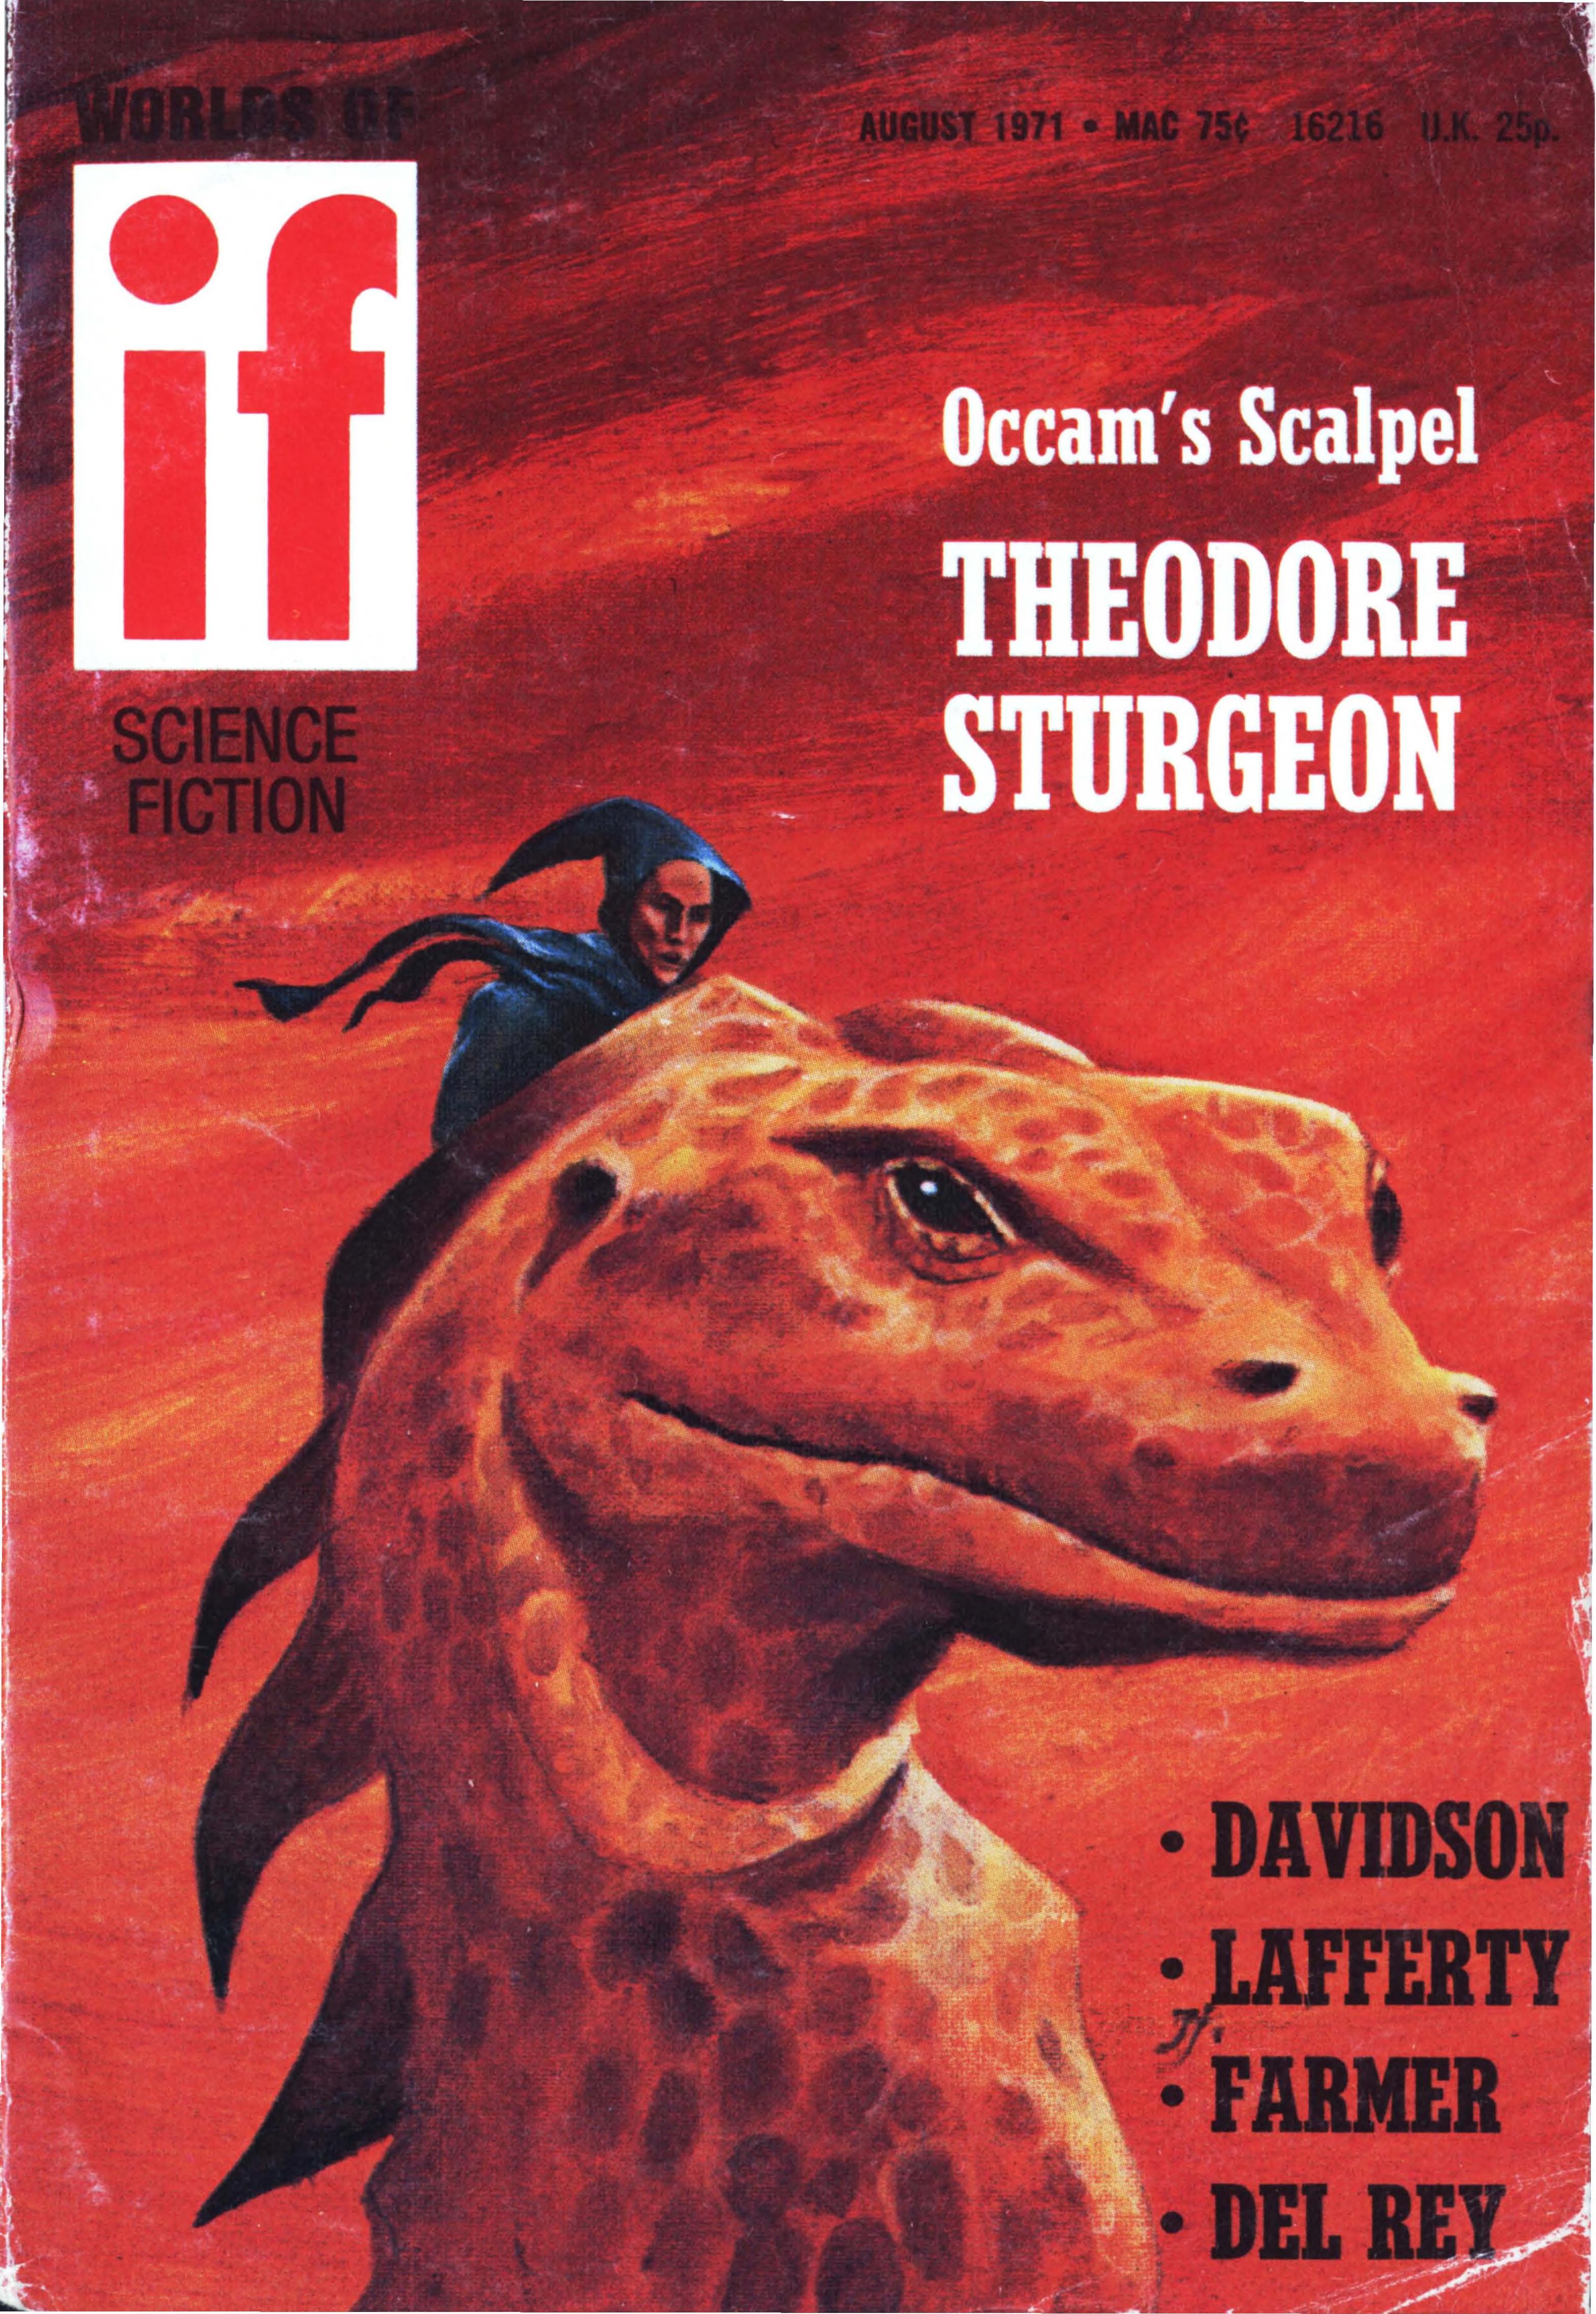 WORLDS OF
AUGUST 1971 • MAC 75¢ 16216 U.K. 25p.
if
SCIENCE
FICTION
Occam's Scalpel
THEODORE
STURGEON
• DAVIDSON
• LAFFERTY
• FARMER
• DEL REY